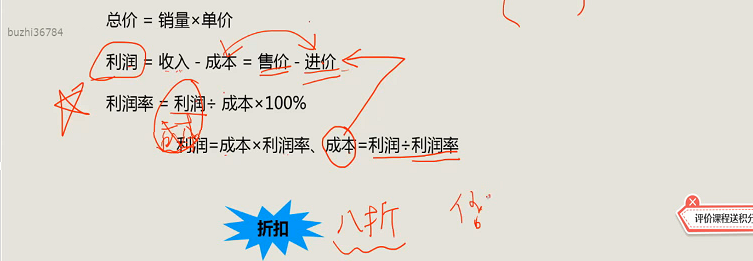 总价 = 销量×单价
buzhi36784
利润 = 收入 - 成本 = 售价 - 进价
利润率 = 利润÷ 成本×100%
利润=成本×利润率、成本=利润÷利润率
折扣 八折
评价课程送积分